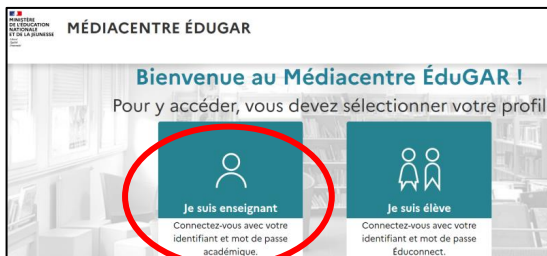 MINISTÈRE
DE L'ÉDUCATION
NATIONALE
ET DE LA JEUNESSE
MÉDIACENTRE ÉDUGAR
Bienvenue au Médiacentre ÉduGAR !
Pour y accéder, vous devez sélectionner votre profil
Je suis enseignant
Connectez-vous avec votre
identifiant et mot de passe
académique.
Je suis élève
Connectez-vous avec votre
identifiant et mot de passe
Éduconnect.